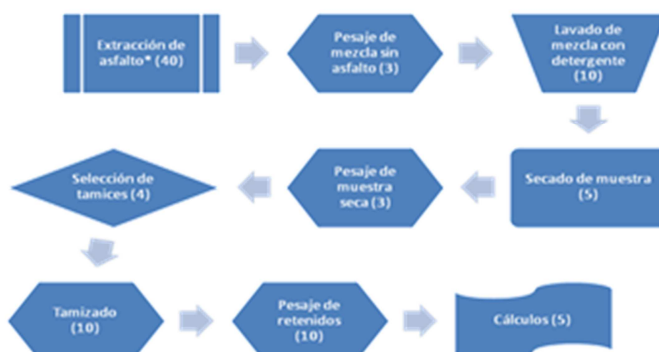 Extracción de
asfalto* (40)
Pesaje de
mezcla sin
asfalto (3)
Lavado de
mezcla con
detergente
(10)
Selección de
tamices (4)
Pesaje de
muestra
seca (3)
Secado de muestra
(5)
Tamizado
(10)
Pesaje de
retenidos
(10)
Cálculos (5)